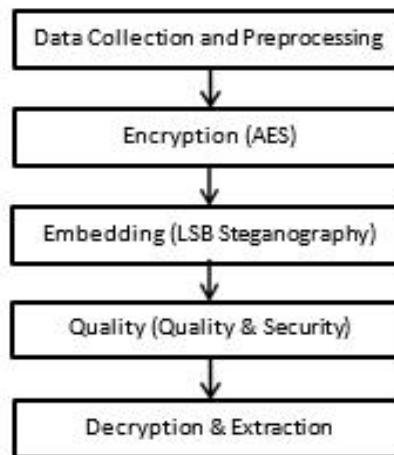 Data Collection and Preprocessing
Encryption (AES)
Embedding (LSB Steganography)
Quality (Quality & Security)
Decryption & Extraction